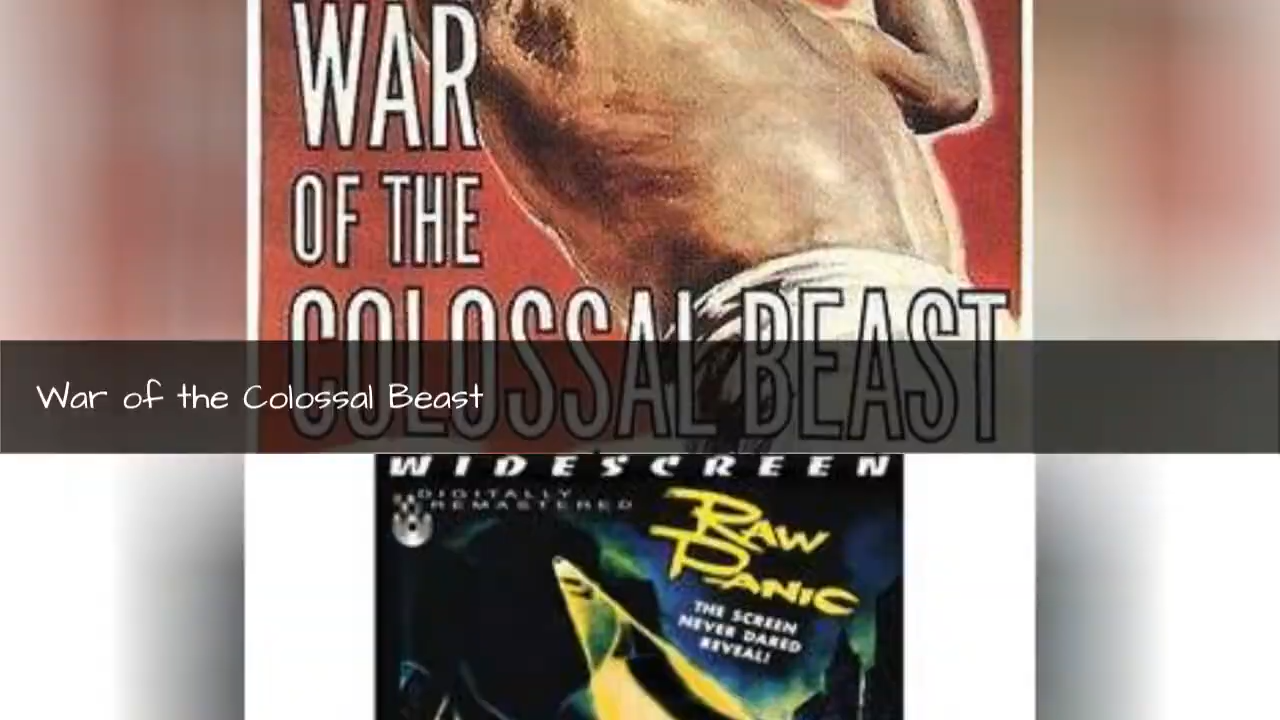 WAR
OF THE
COLOSSAL BEAST
War of the Colossal Beast
WIDESCREEN
DIGITALLY
REMASTERED
RAW
PANIC
THE SCREEN
NEVER DARED
REVEAL!